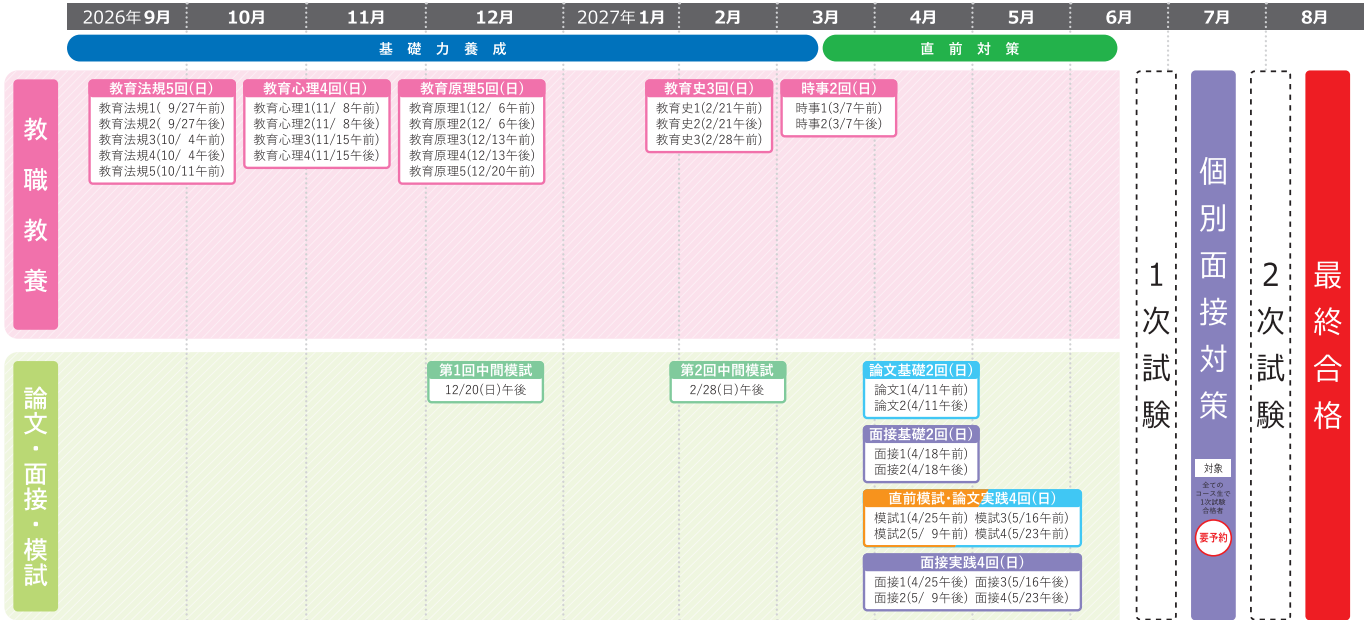 2026年9月 10月 11月 12月 2027年1月 2月 3月 4月 5月 6月 7月 8月
基礎力養成 直前対策
教職教養
教育法規5回(日)
教育法規1( 9/27午前)
教育法規2( 9/27午後)
教育法規3(10/ 4午前)
教育法規4(10/ 4午後)
教育法規5(10/11午前)
教育心理4回(日)
教育心理1(11/ 8午前)
教育心理2(11/ 8午後)
教育心理3(11/15午前)
教育心理4(11/15午後)
教育原理5回(日)
教育原理1(12/ 6午前)
教育原理2(12/ 6午後)
教育原理3(12/13午前)
教育原理4(12/13午後)
教育原理5(12/20午前)
教育史3回(日)
教育史1(2/21午前)
教育史2(2/21午後)
教育史3(2/28午前)
時事2回(日)
時事1(3/7午前)
時事2(3/7午後)
論文・面接・模試
第1回中間模試
12/20(日)午後
第2回中間模試
2/28(日)午後
論文基礎2回(日)
論文1(4/11午前)
論文2(4/11午後)
面接基礎2回(日)
面接1(4/18午前)
面接2(4/18午後)
直前模試・論文実践4回(日)
模試1(4/25午前) 模試3(5/16午前)
模試2(5/ 9午前) 模試4(5/23午前)
面接実践4回(日)
面接1(4/25午後) 面接3(5/16午後)
面接2(5/ 9午後) 面接4(5/23午後)
1次試験
個別面接対策
対象
全ての
コース生で
1次試験
合格者
要予約
2次試験
最終合格